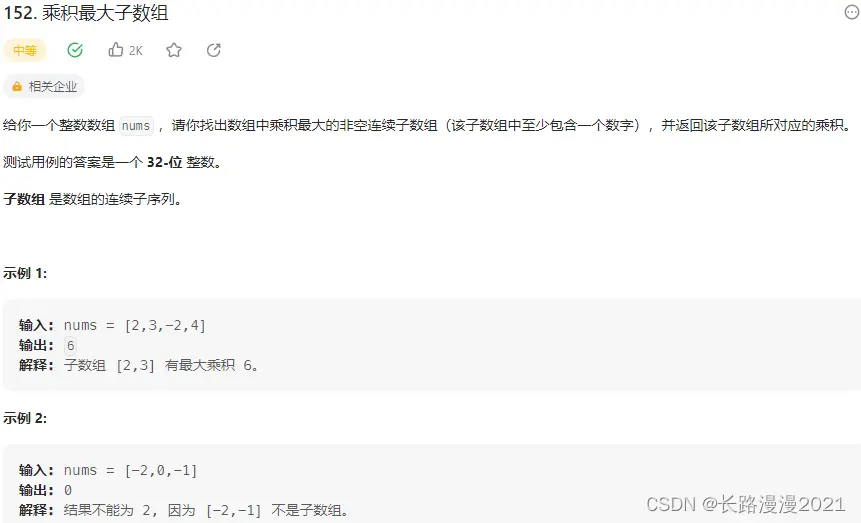 152. 乘积最大子数组
中等 2K
相关企业
给你一个整数数组 nums ，请你找出数组中乘积最大的非空连续子数组（该子数组中至少包含一个数字），并返回该子数组所对应的乘积。
测试用例的答案是一个 32-位 整数。
子数组 是数组的连续子序列。
示例 1:
输入: nums = [2,3,-2,4]
输出: 6
解释: 子数组 [2,3] 有最大乘积 6。
示例 2:
输入: nums = [-2,0,-1]
输出: 0
解释: 结果不能为 2, 因为 [-2,-1] 不是子数组。
CSDN @长路漫漫2021